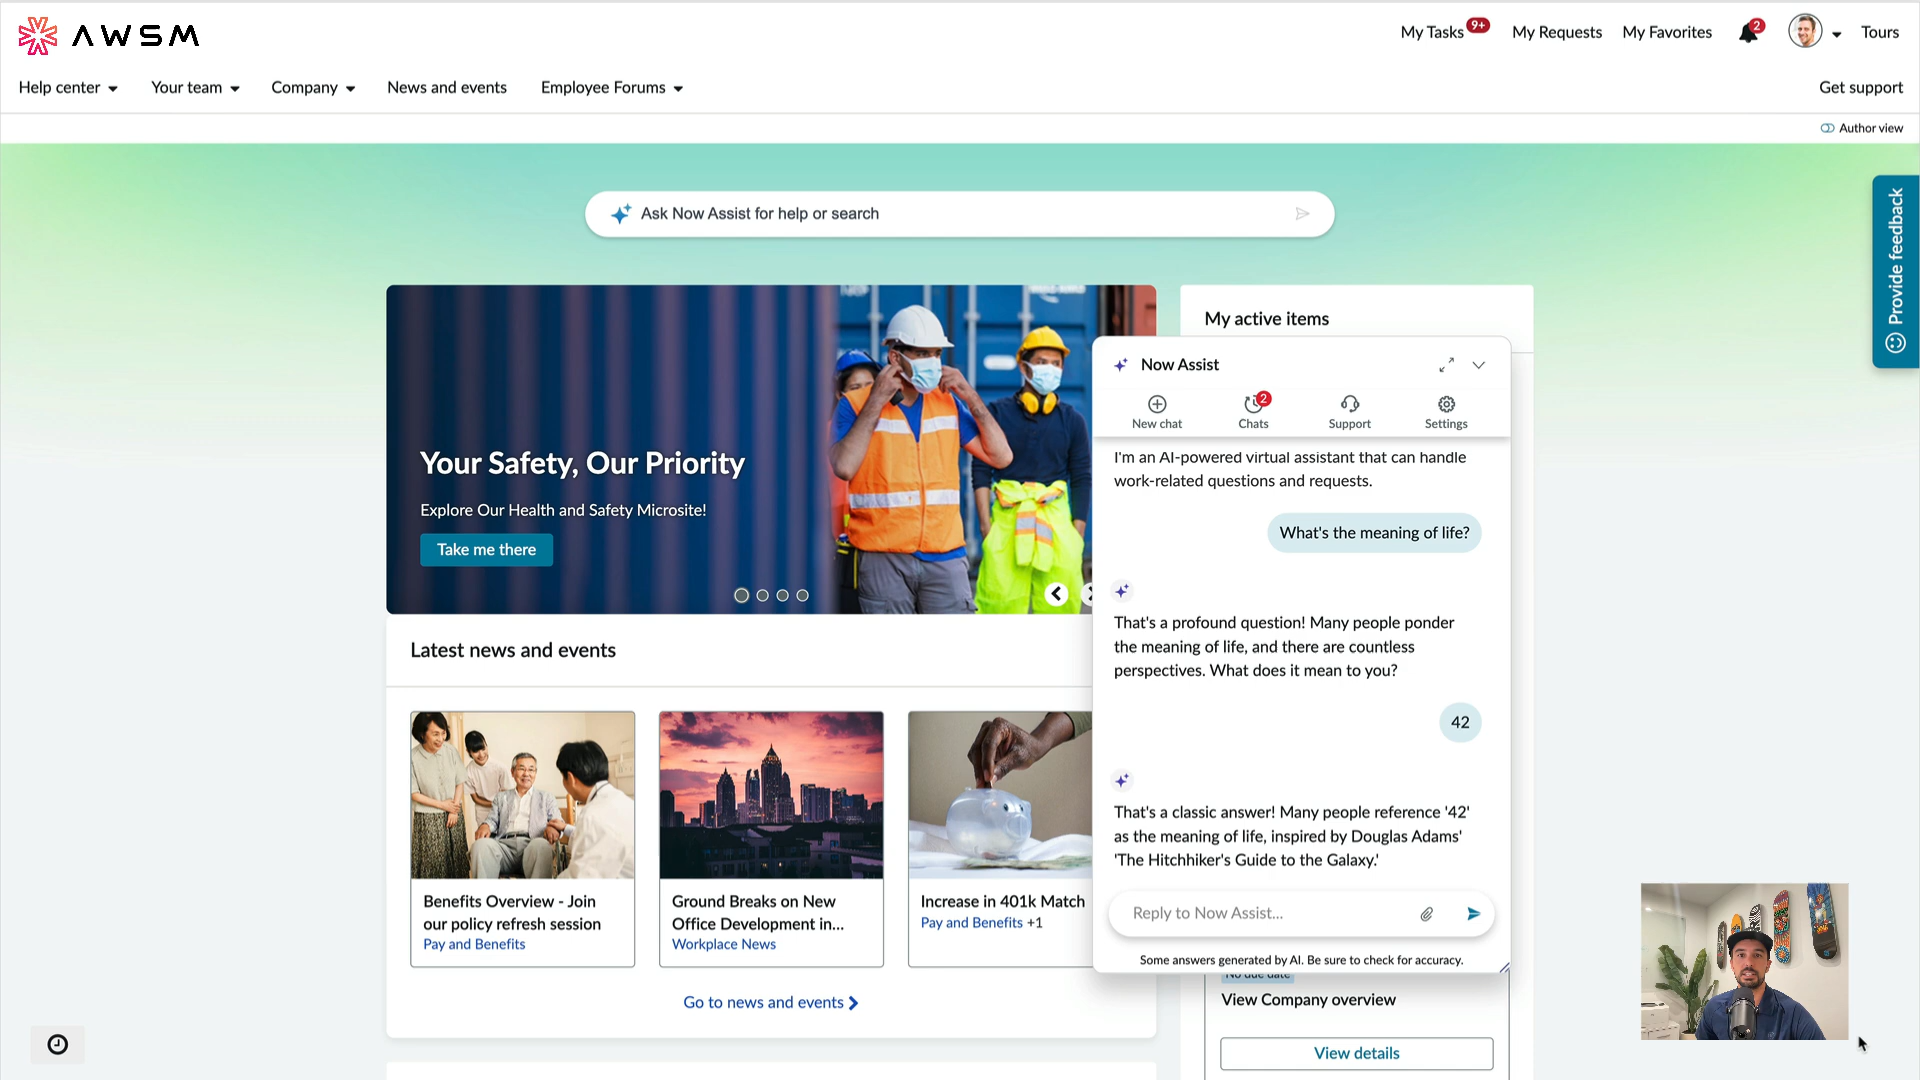 AWSM
My Tasks 9+
My Requests
My Favorites
2
Tours
Help center
Your team
Company
News and events
Employee Forums
Get support
Author view
Ask Now Assist for help or search
Provide feedback
Your Safety, Our Priority
Explore Our Health and Safety Microsite!
Take me there
My active items
Now Assist
New chat
2
Chats
Support
Settings
I'm an AI-powered virtual assistant that can handle
work-related questions and requests.
What's the meaning of life?
That's a profound question! Many people ponder
the meaning of life, and there are countless
perspectives. What does it mean to you?
42
That's a classic answer! Many people reference '42'
as the meaning of life, inspired by Douglas Adams'
'The Hitchhiker's Guide to the Galaxy.'
Reply to Now Assist...
Some answers generated by AI. Be sure to check for accuracy.
Latest news and events
Benefits Overview - Join
our policy refresh session
Pay and Benefits
Ground Breaks on New
Office Development in...
Workplace News
Increase in 401k Match
Pay and Benefits +1
Go to news and events
No due date
View Company overview
View details